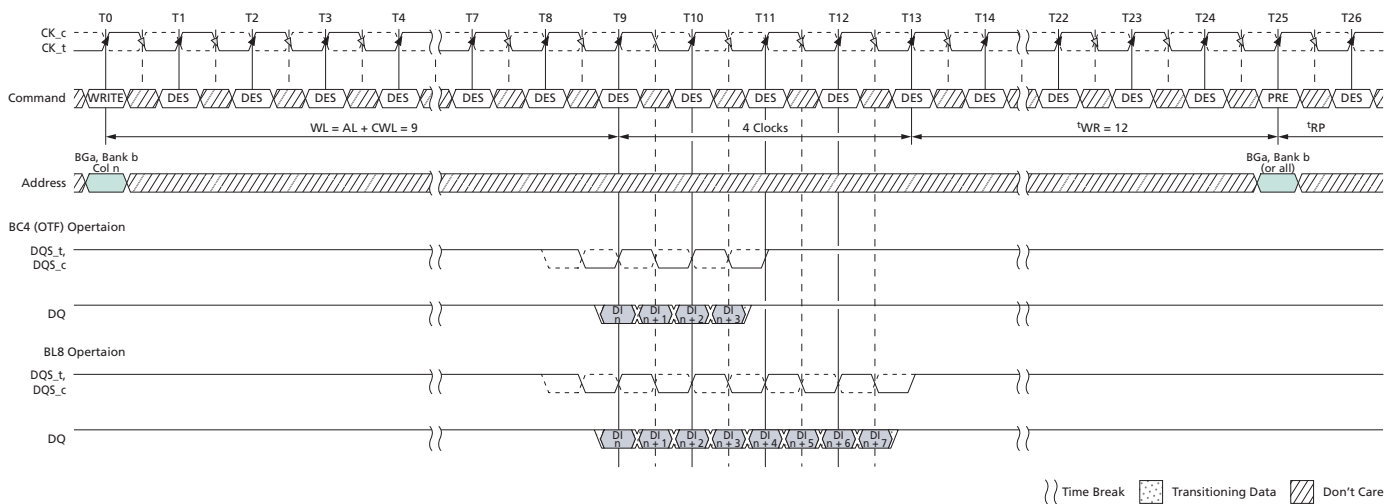 T0 T1 T2 T3 T4 T7 T8 T9 T10 T11 T12 T13 T14 T22 T23 T24 T25 T26
CK_c
CK_t
Command WRITE DES DES DES DES DES DES DES DES DES DES DES DES DES DES DES PRE DES
WL = AL + CWL = 9 4 Clocks tWR = 12 tRP
BGa, Bank b
Col n
BGa, Bank b
(or all)
Address
BC4 (OTF) Opertaion
DQS_t,
DQS_c
DQ
DI n DI n + 1 DI n + 2 DI n + 3
BL8 Opertaion
DQS_t,
DQS_c
DQ
DI n DI n + 1 DI n + 2 DI n + 3 DI n + 4 DI n + 5 DI n + 6 DI n + 7
Time Break Transitioning Data Don't Care